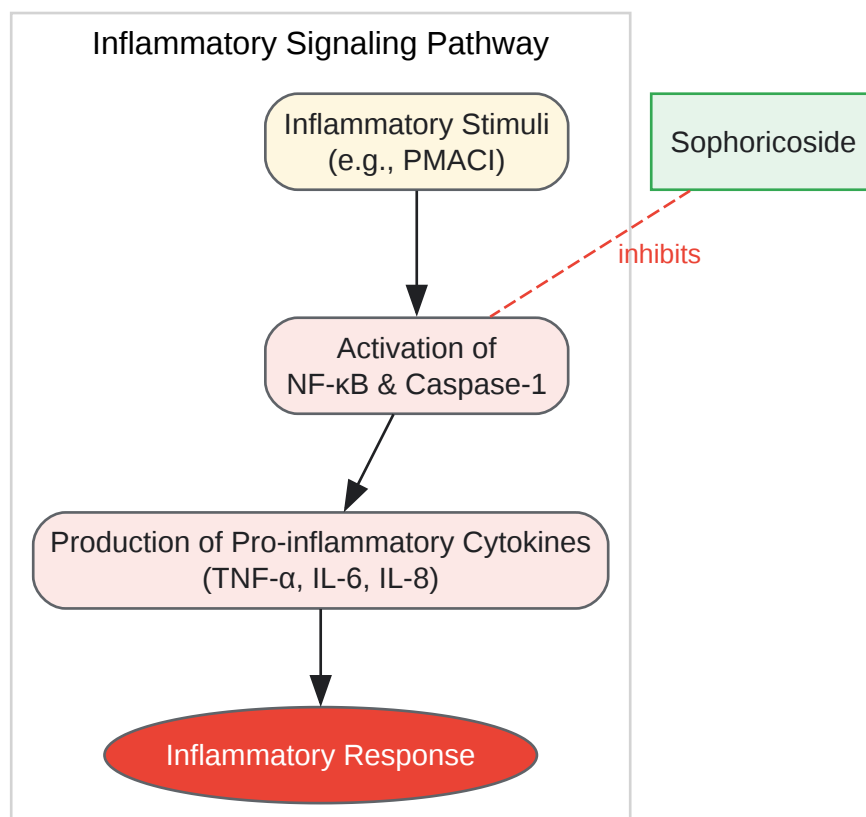 Inflammatory Signaling Pathway
Inflammatory Stimuli
(e.g., PMACI)
Sophoricoside
inhibits
Activation of
NF-κB & Caspase-1
Production of Pro-inflammatory Cytokines
(TNF-α, IL-6, IL-8)
Inflammatory Response